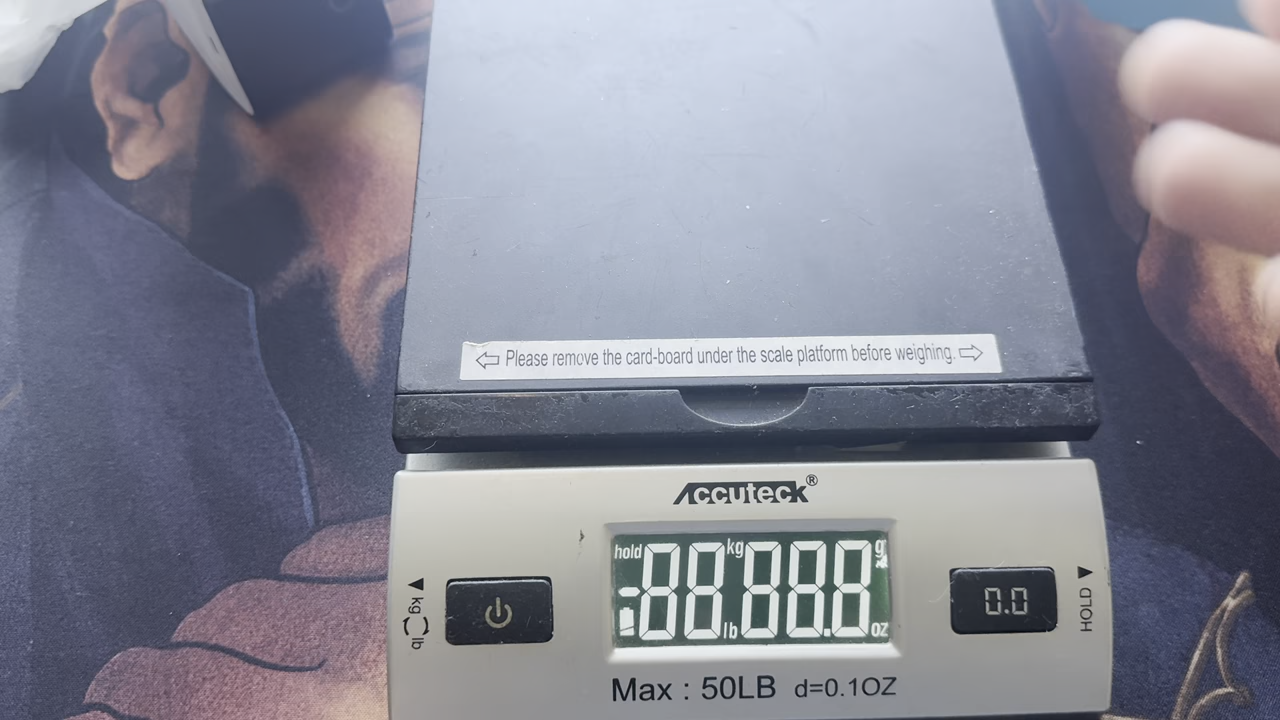 ⇦ Please remove the card-board under the scale platform before weighing. ⇨
Accuteck®
hold -88 kg lb 888.8 g oz
kg lb
0.0
HOLD
Max : 50LB d=0.1OZ